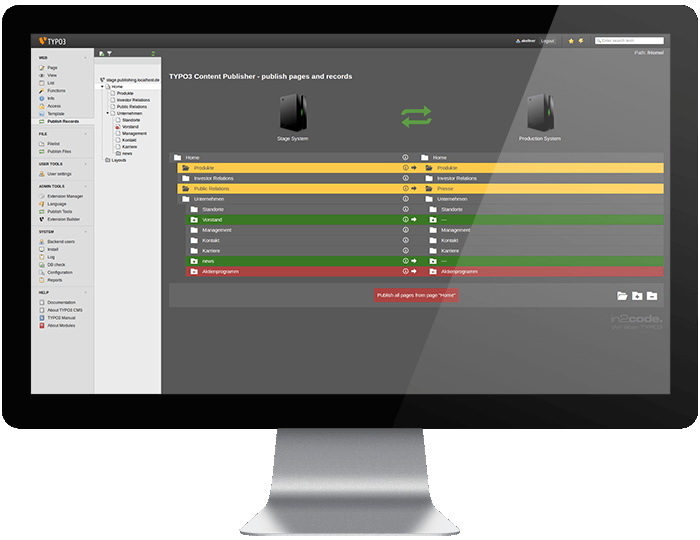 TYPO3
akellner
Logout
Enter search term
Path: /Home/
WEB
Page
View
List
Functions
Info
Access
Template
Publish Records
FILE
Filelist
Publish Files
USER TOOLS
User settings
ADMIN TOOLS
Extension Manager
Language
Publish Tools
Extension Builder
SYSTEM
Backend users
Install
Log
DB check
Configuration
Reports
HELP
Documentation
About TYPO3 CMS
TYPO3 Manual
About Modules
stage.publishing.localhost.de
Home
Produkte
Investor Relations
Public Relations
Unternehmen
Standorte
Vorstand
Management
Kontakt
Karriere
news
Layouts
TYPO3 Content Publisher - publish pages and records
Stage System
Production System
Home Home
Produkte Produkte
Investor Relations Investor Relations
Public Relations Presse
Unternehmen Unternehmen
Standorte Standorte
Vorstand ---
Management Management
Kontakt Kontakt
Karriere Karriere
news ---
Aktienprogramm Aktienprogramm
Publish all pages from page "Home"
in2code.
Wir leben TYPO3